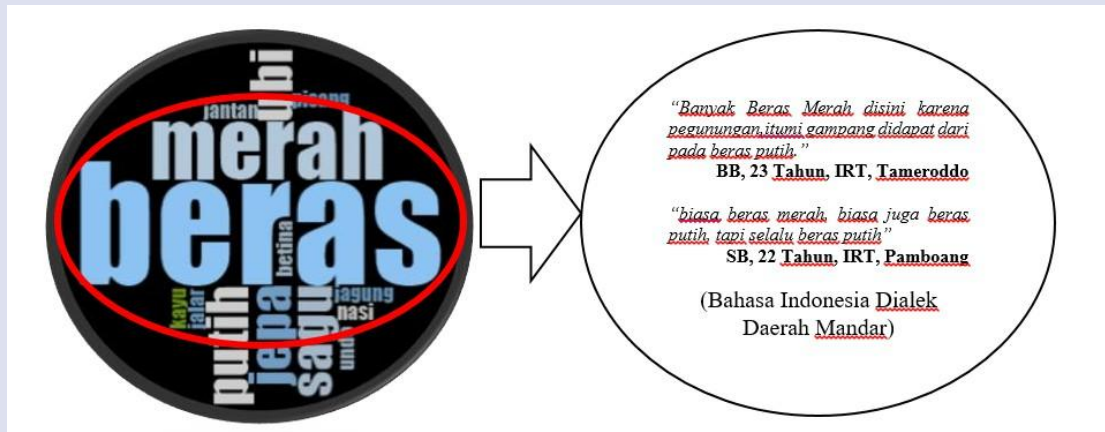 ubi
pisang
jantan
merah
beras
betina
kayu
jalar
putih
jepa
sagu
jagung
nasi
undo
“Banyak Beras Merah disini karena
pegunungan,itumi gampang didapat dari
pada beras putih.”
BB, 23 Tahun, IRT, Tameroddo
“biasa beras merah, biasa juga beras
putih, tapi selalu beras putih”
SB, 22 Tahun, IRT, Pamboang
(Bahasa Indonesia Dialek
Daerah Mandar)